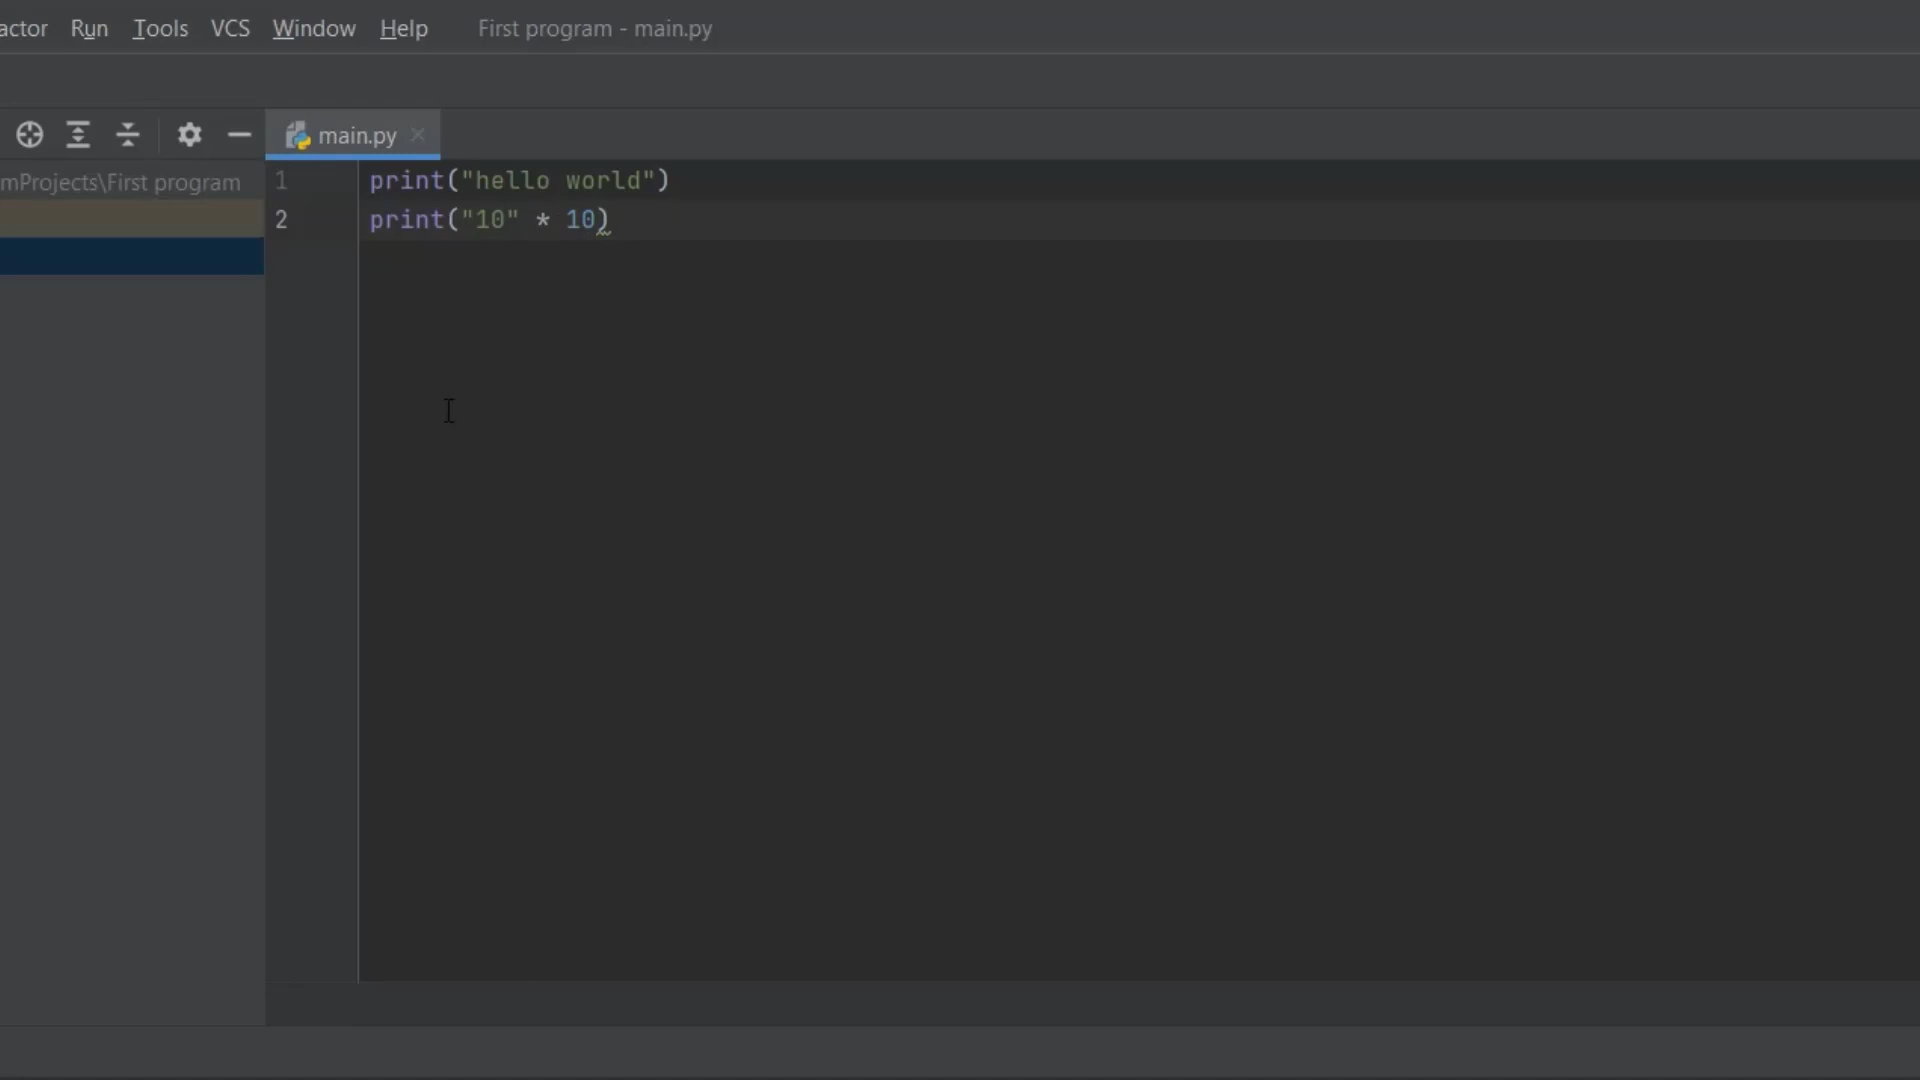 actor Run Tools VCS Window Help First program - main.py
main.py
mProjects\First program
1 print("hello world")
2 print("10" * 10)